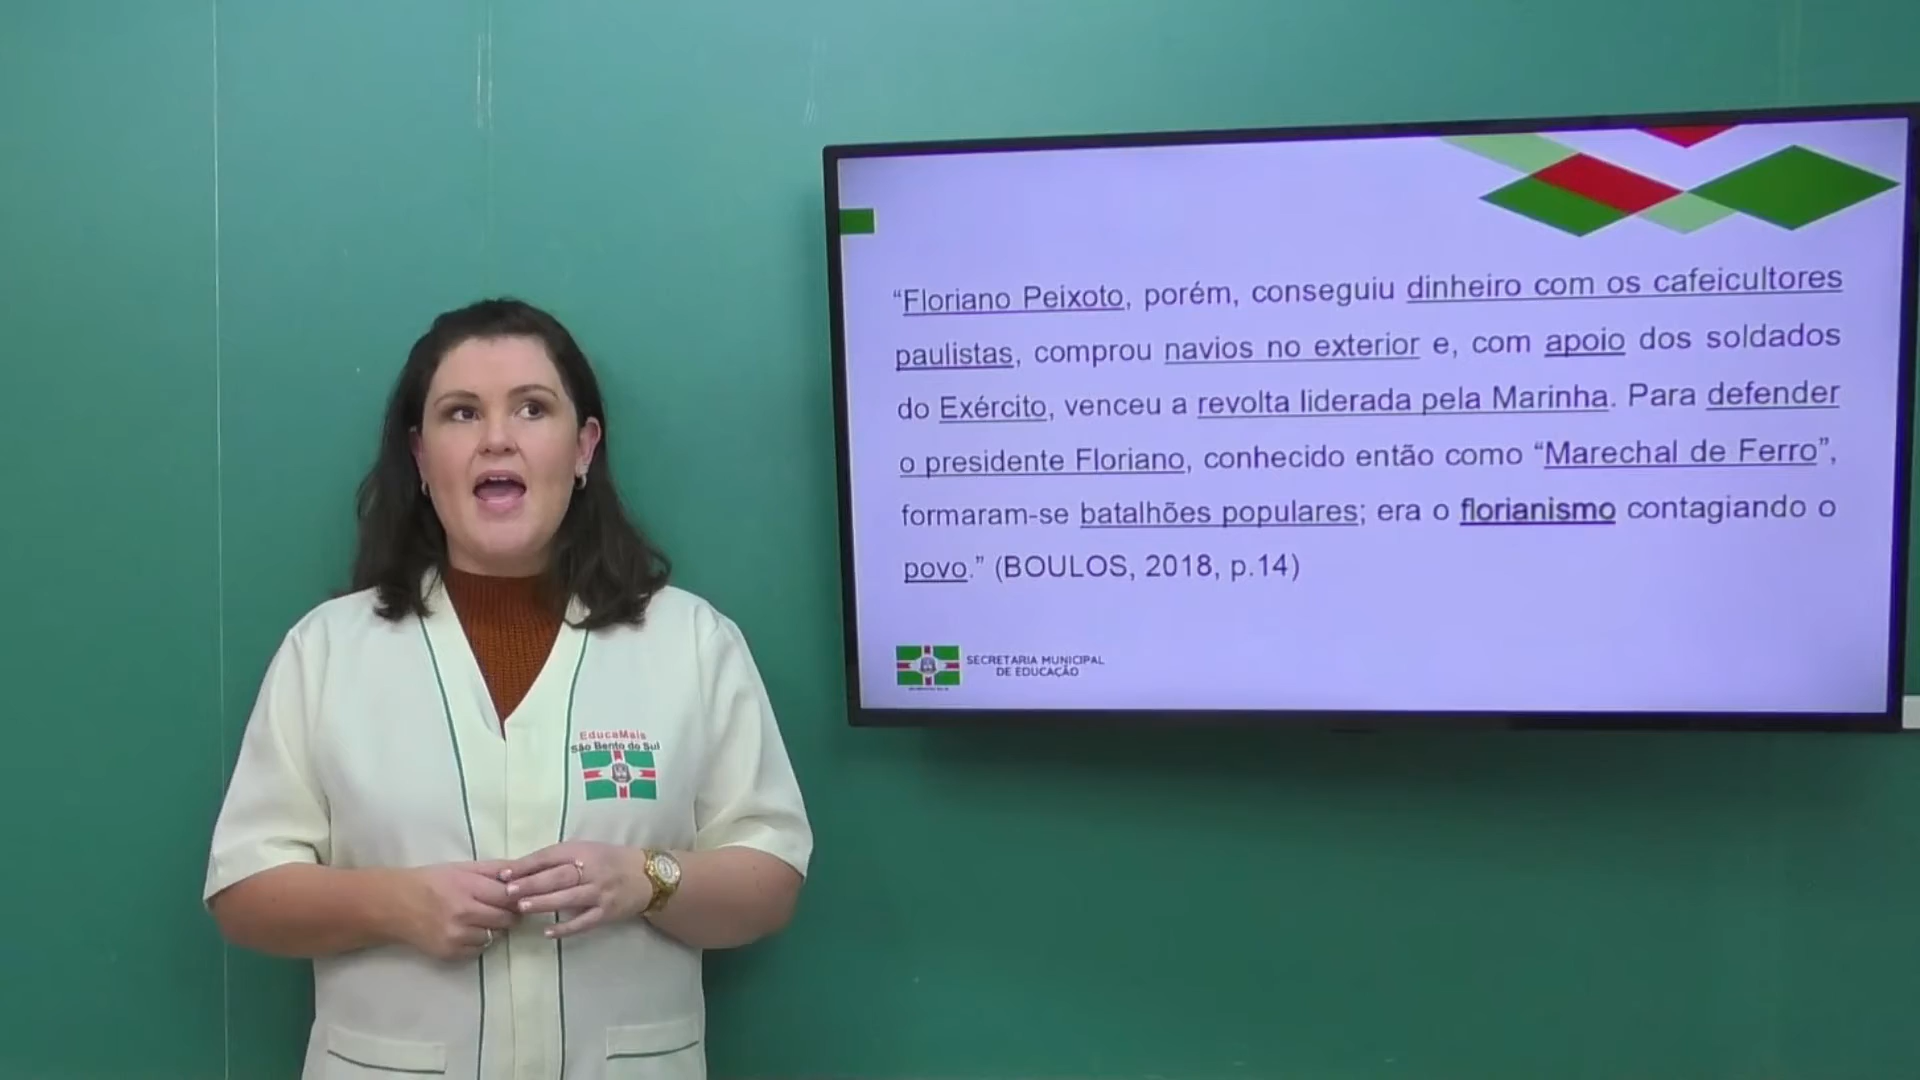 “Floriano Peixoto, porém, conseguiu dinheiro com os cafeicultores
paulistas, comprou navios no exterior e, com apoio dos soldados
do Exército, venceu a revolta liderada pela Marinha. Para defender
o presidente Floriano, conhecido então como “Marechal de Ferro”,
formaram-se batalhões populares; era o florianismo contagiando o
povo.” (BOULOS, 2018, p.14)
SECRETARIA MUNICIPAL
DE EDUCAÇÃO
EducaMais
São Bento do Sul